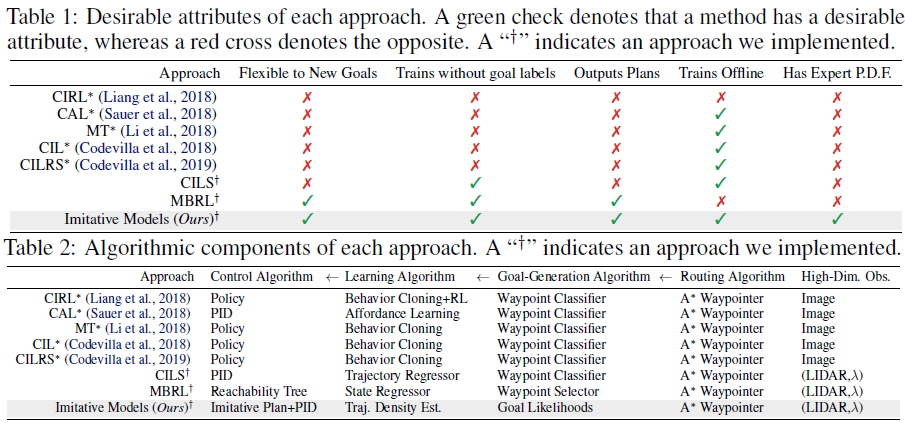 Table 1: Desirable attributes of each approach. A green check denotes that a method has a desirable
attribute, whereas a red cross denotes the opposite. A “†” indicates an approach we implemented.
Approach Flexible to New Goals Trains without goal labels Outputs Plans Trains Offline Has Expert P.D.F.
CIRL* (Liang et al., 2018) ✗ ✗ ✗ ✗ ✗
CAL* (Sauer et al., 2018) ✗ ✗ ✗ ✓ ✗
MT* (Li et al., 2018) ✗ ✗ ✗ ✓ ✗
CIL* (Codevilla et al., 2018) ✗ ✗ ✗ ✓ ✗
CILRS* (Codevilla et al., 2019) ✗ ✗ ✗ ✓ ✗
CILS† ✗ ✓ ✗ ✓ ✗
MBRL† ✓ ✓ ✓ ✗ ✗
Imitative Models (Ours)† ✓ ✓ ✓ ✓ ✓
Table 2: Algorithmic components of each approach. A “†” indicates an approach we implemented.
Approach Control Algorithm ← Learning Algorithm ← Goal-Generation Algorithm ← Routing Algorithm High-Dim. Obs.
CIRL* (Liang et al., 2018) Policy Behavior Cloning+RL Waypoint Classifier A* Waypointer Image
CAL* (Sauer et al., 2018) PID Affordance Learning Waypoint Classifier A* Waypointer Image
MT* (Li et al., 2018) Policy Behavior Cloning Waypoint Classifier A* Waypointer Image
CIL* (Codevilla et al., 2018) Policy Behavior Cloning Waypoint Classifier A* Waypointer Image
CILRS* (Codevilla et al., 2019) Policy Behavior Cloning Waypoint Classifier A* Waypointer Image
CILS† PID Trajectory Regressor Waypoint Classifier A* Waypointer (LIDAR,λ)
MBRL† Reachability Tree State Regressor Waypoint Selector A* Waypointer (LIDAR,λ)
Imitative Models (Ours)† Imitative Plan+PID Traj. Density Est. Goal Likelihoods A* Waypointer (LIDAR,λ)